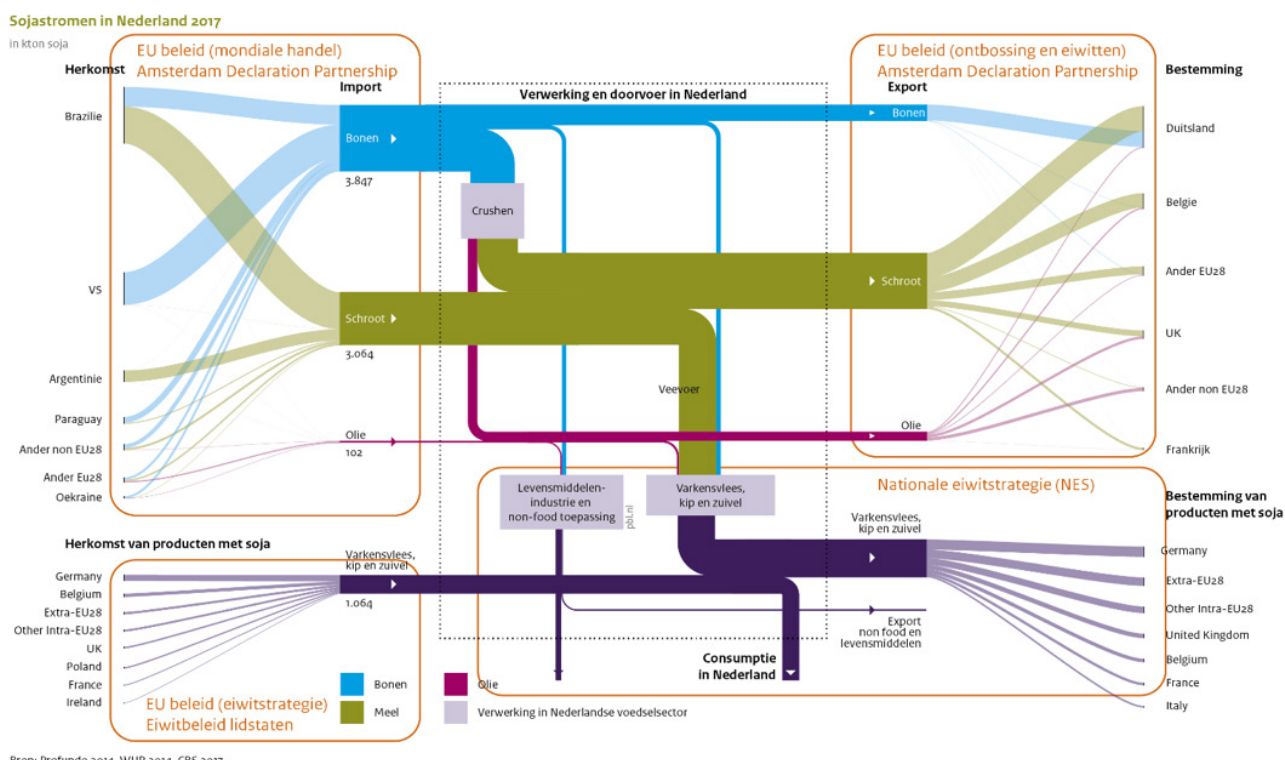 Sojastromen in Nederland 2017
in kton soja
EU beleid (mondiale handel)
Amsterdam Declaration Partnership
EU beleid (ontbossing en eiwitten)
Amsterdam Declaration Partnership
Herkomst
Import
Verwerking en doorvoer in Nederland
Export
Bestemming
Brazilie
VS
Argentinie
Paraguay
Ander non EU28
Ander Eu28
Oekraine
Bonen
3.847
Schroot
3.064
Olie
102
Crushen
Veevoer
Bonen
Schroot
Olie
Duitsland
Belgie
Ander EU28
UK
Ander non EU28
Frankrijk
Levensmiddelen-
industrie en
non-food toepassing
pbl.nl
Varkensvlees,
kip en zuivel
Nationale eiwitstrategie (NES)
Bestemming van
producten met soja
Herkomst van producten met soja
Varkensvlees,
kip en zuivel
1.064
Germany
Belgium
Extra-EU28
Other Intra-EU28
UK
Poland
France
Ireland
EU beleid (eiwitstrategie)
Eiwitbeleid lidstaten
Varkensvlees,
kip en zuivel
Export
non food en
levensmiddelen
Consumptie
in Nederland
Germany
Extra-EU28
Other Intra-EU28
United Kingdom
Belgium
France
Italy
Bonen
Olie
Meel
Verwerking in Nederlandse voedselsector